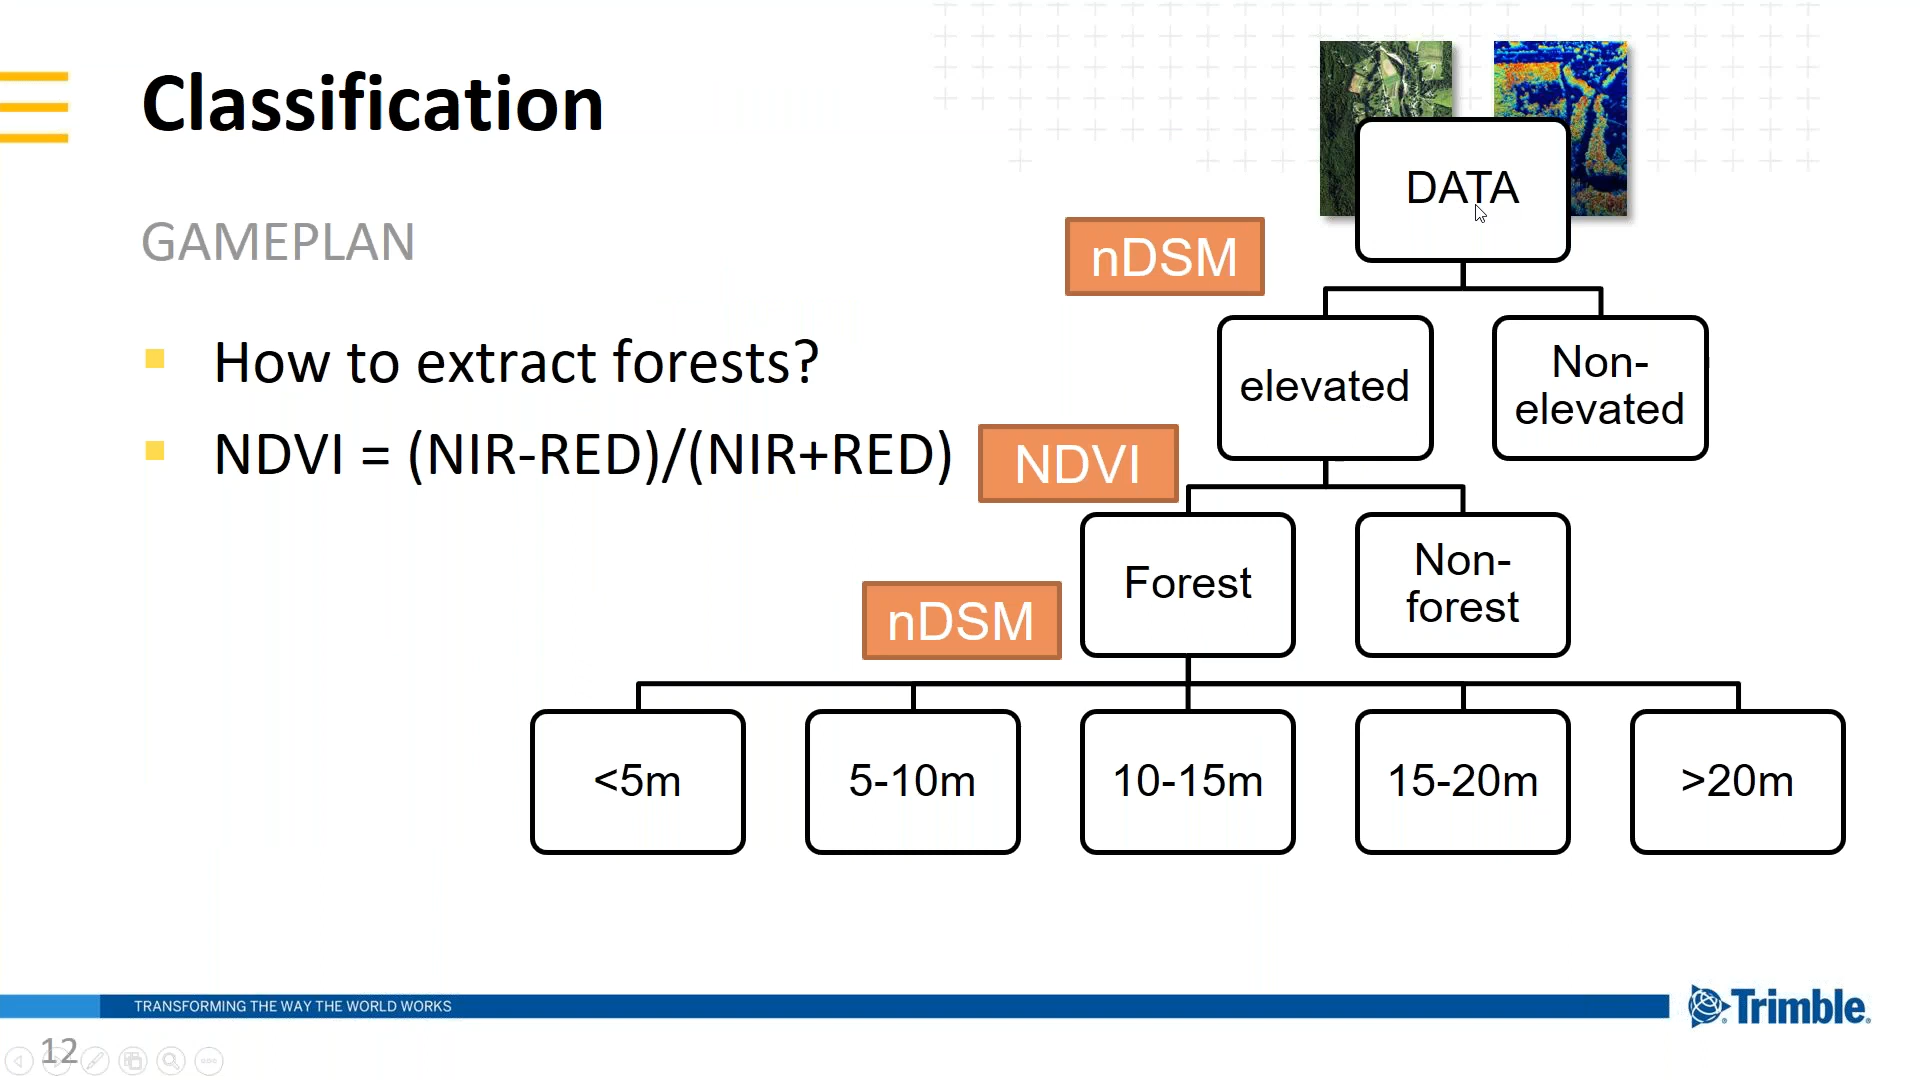 Classification
GAMEPLAN
How to extract forests?
NDVI = (NIR-RED)/(NIR+RED)
DATA
nDSM
elevated
Non-
elevated
NDVI
Forest
Non-
forest
nDSM
<5m
5-10m
10-15m
15-20m
>20m
TRANSFORMING THE WAY THE WORLD WORKS
Trimble
12